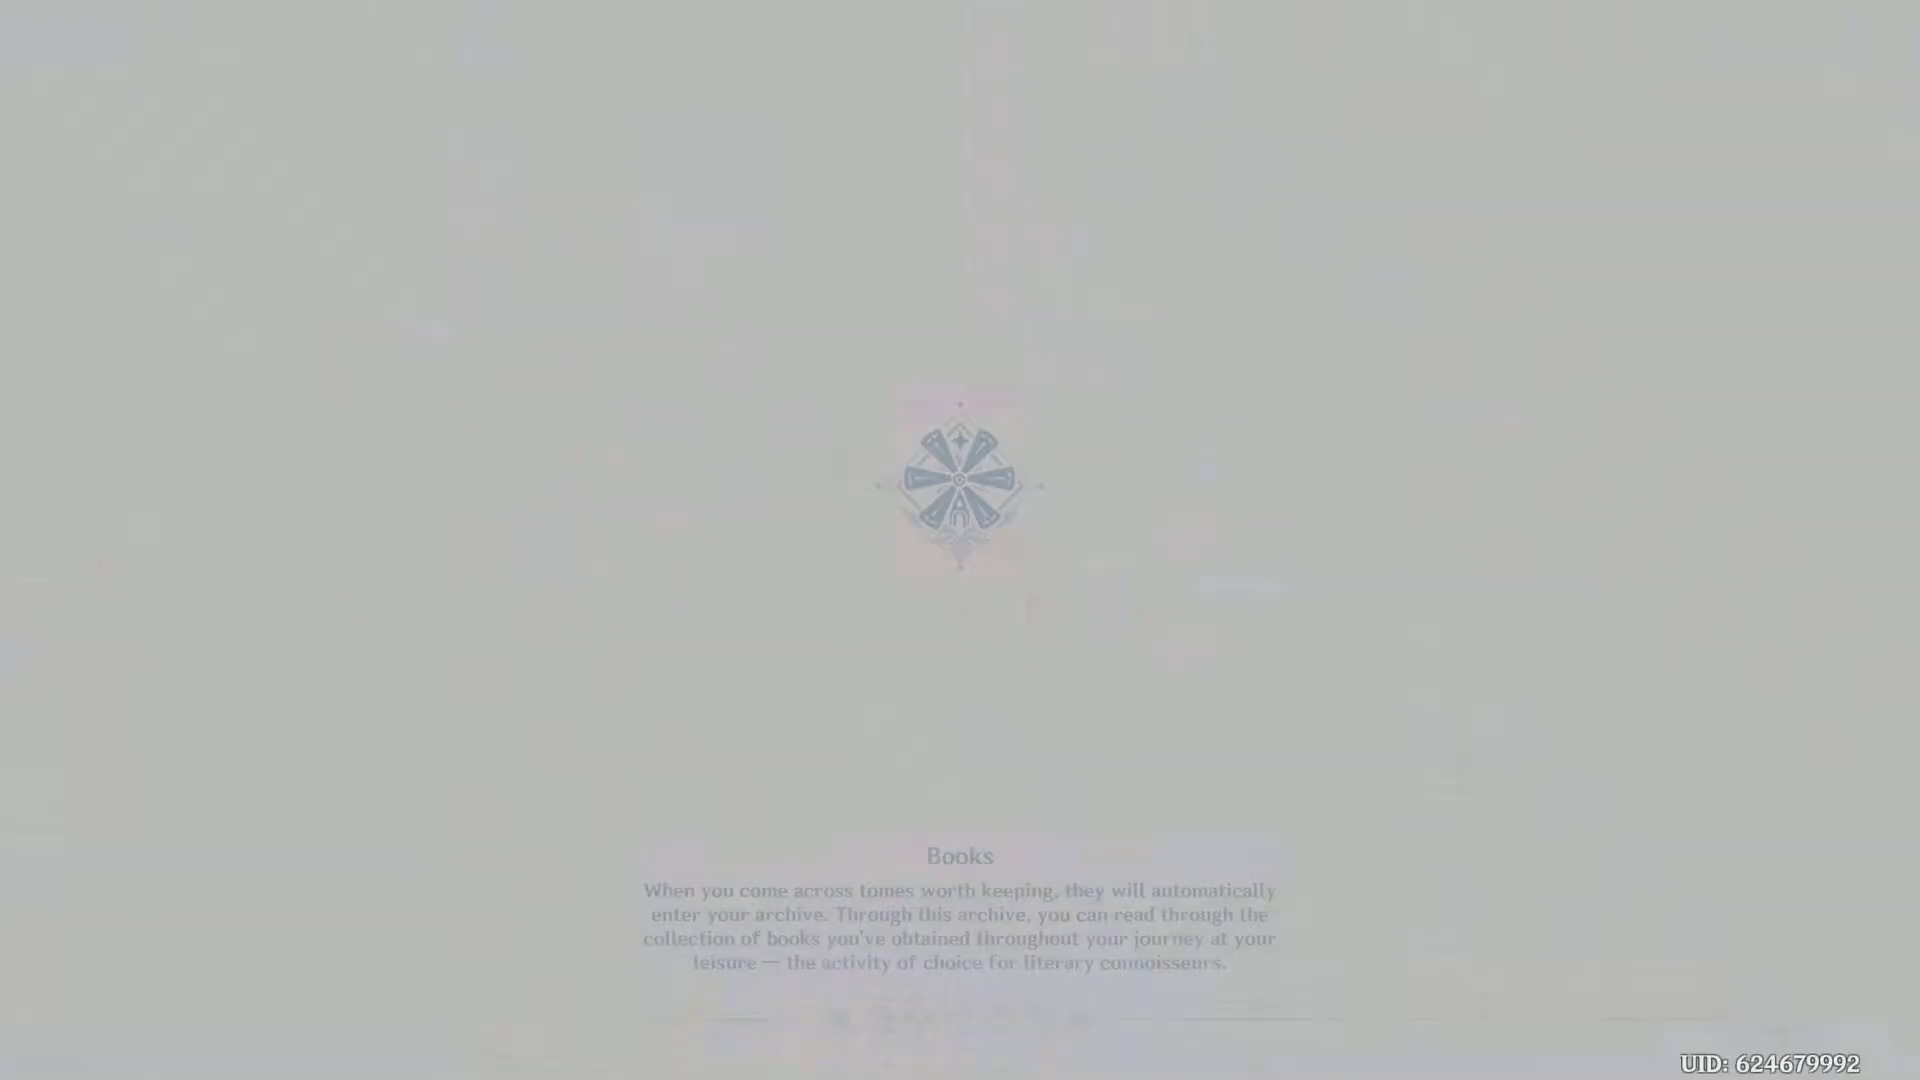 Books
When you come across tomes worth keeping, they will automatically
enter your archive. Through this archive, you can read through the
collection of books you've obtained throughout your journey at your
leisure — the activity of choice for literary connoisseurs.
UID: 624679992